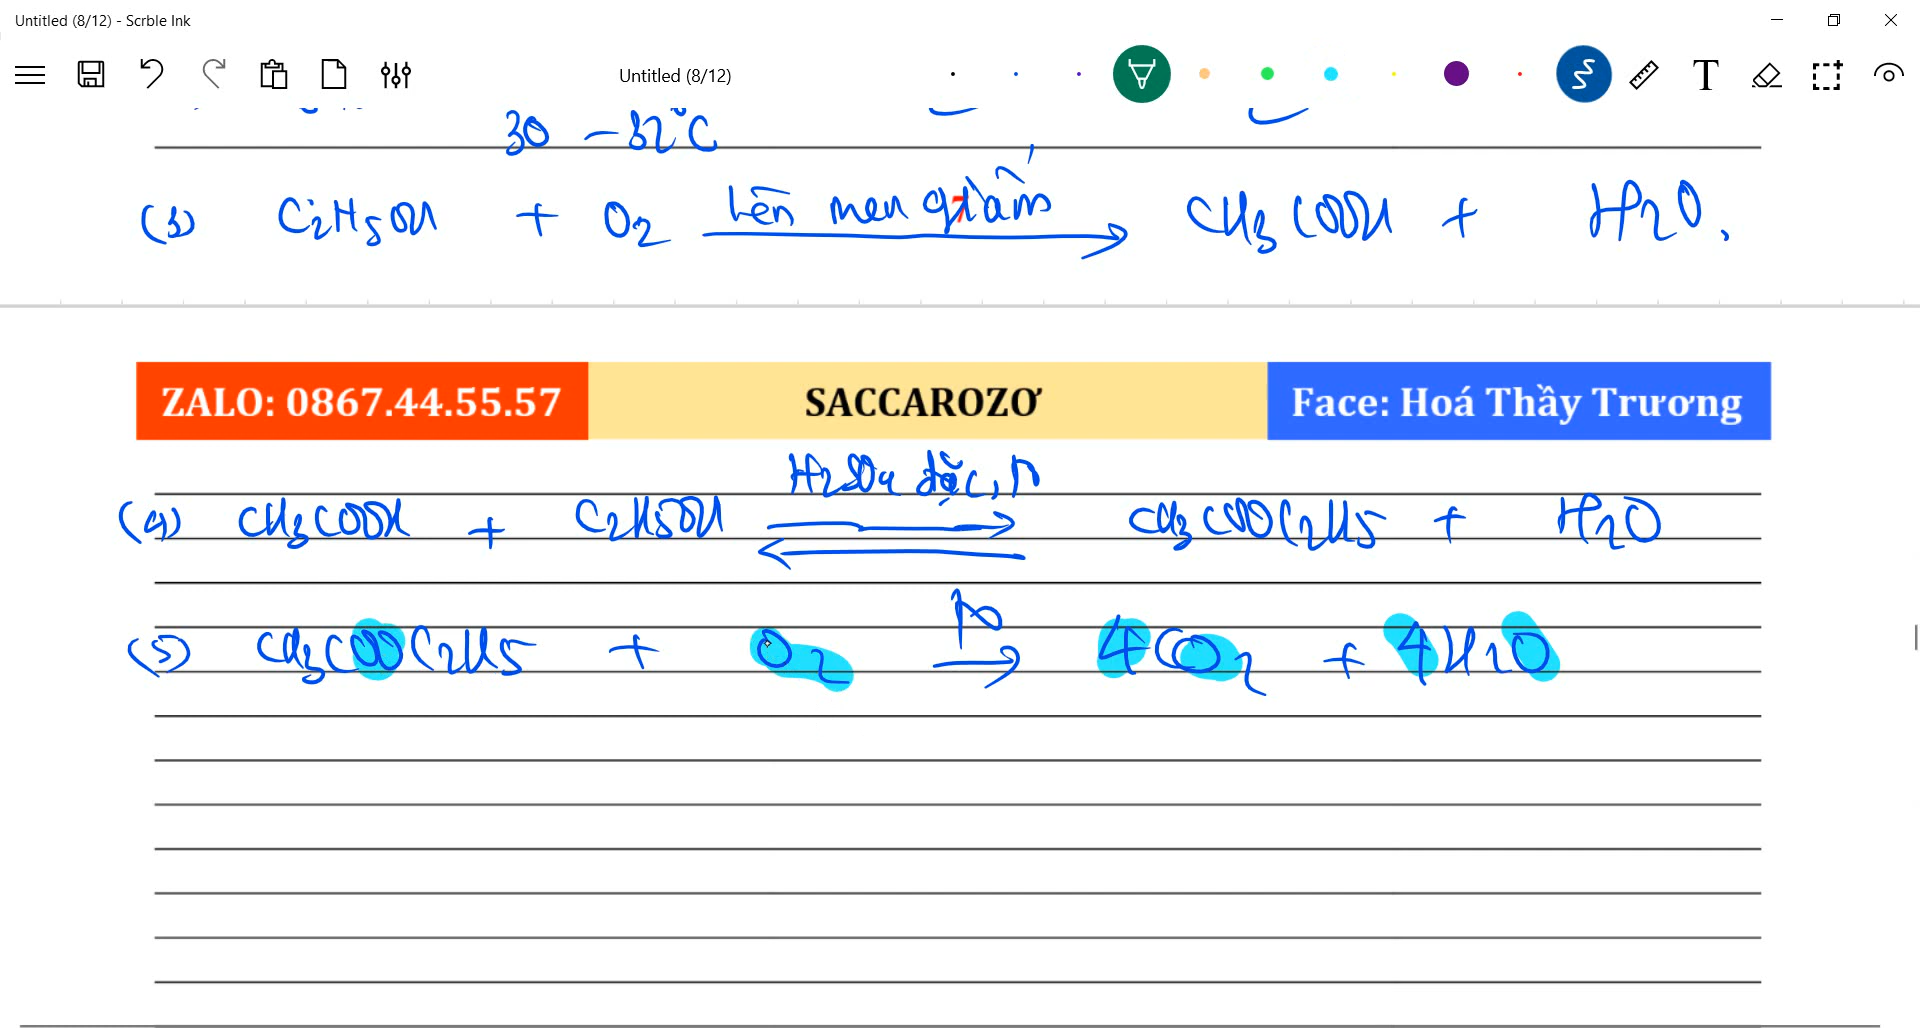 Untitled (8/12) - Scrble Ink
Untitled (8/12)
T
30 - 32°C
(3) C2H5OH + O2 lên men giấm CH3COOH + H2O.
ZALO: 0867.44.55.57 SACCAROZƠ Face: Hoá Thầy Trương
H2SO4 đặc, t°
(4) CH3COOH + C2H5OH ⇌ CH3COOC2H5 + H2O
t°
(5) CH3COOC2H5 + O2 → 4CO2 + 4H2O